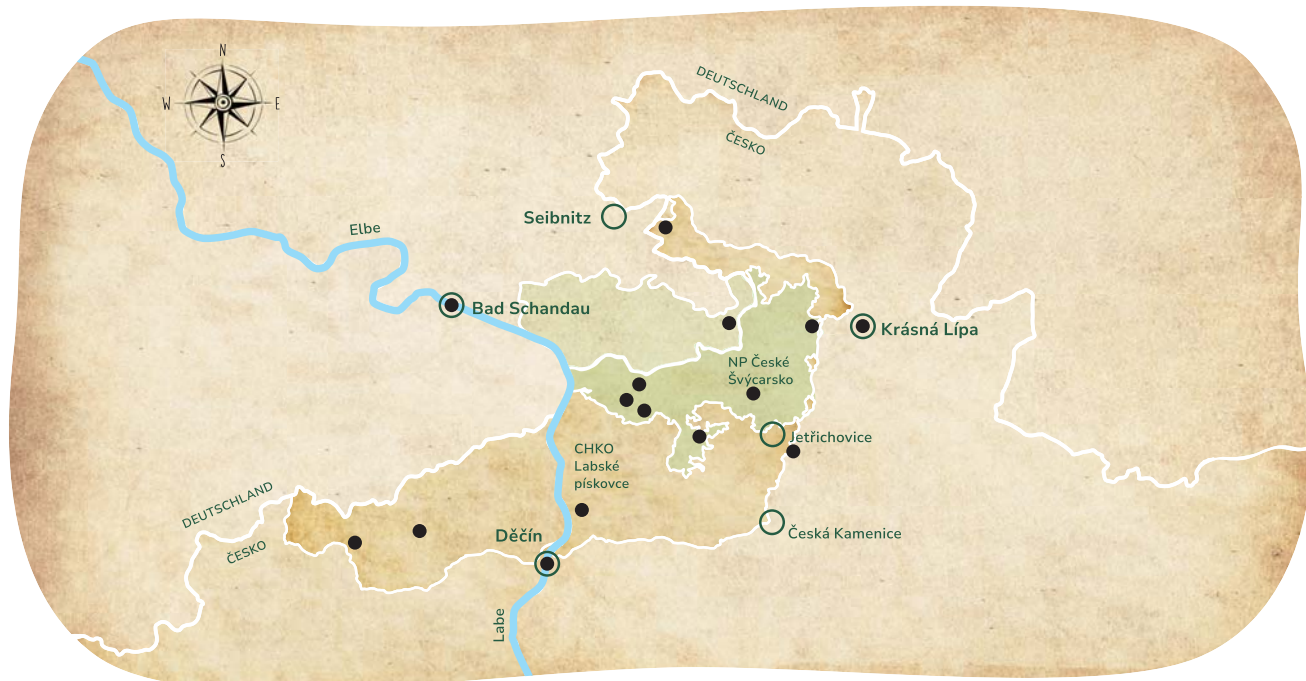 N
W E
S
DEUTSCHLAND
ČESKO
Seibnitz
Elbe
Bad Schandau
Krásná Lípa
NP České
Švýcarsko
Jetřichovice
CHKO
Labské
pískovce
DEUTSCHLAND
ČESKO
Děčín
Česká Kamenice
Labe